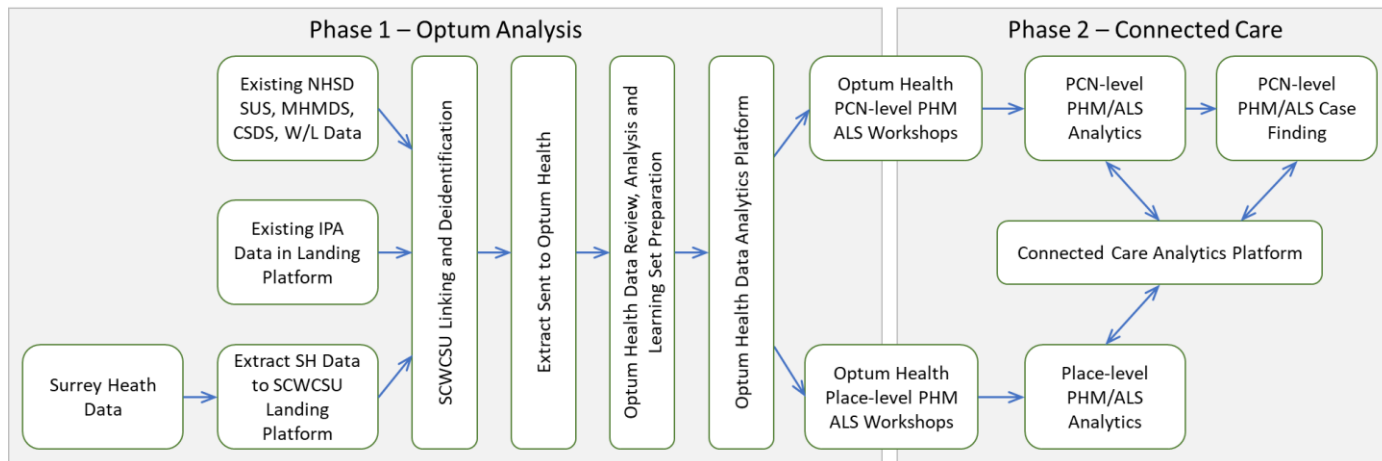 Phase 1 – Optum Analysis
Existing NHSD
SUS, MHMDS,
CSDS, W/L Data
Existing IPA
Data in Landing
Platform
Surrey Heath
Data
Extract SH Data
to SCWCSU
Landing
Platform
SCWCSU Linking and Deidentification
Extract Sent to Optum Health
Optum Health Data Review, Analysis and
Learning Set Preparation
Optum Health Data Analytics Platform
Optum Health
PCN-level PHM
ALS Workshops
Optum Health
Place-level PHM
ALS Workshops
Phase 2 – Connected Care
PCN-level
PHM/ALS
Analytics
PCN-level
PHM/ALS Case
Finding
Connected Care Analytics Platform
Place-level
PHM/ALS
Analytics